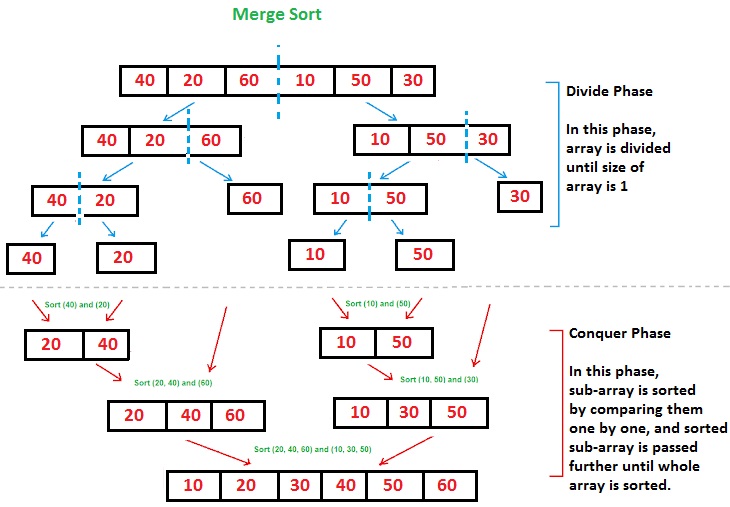 Merge Sort
40 20 60 10 50 30
Divide Phase
In this phase,
array is divided
until size of
array is 1
40 20 60
10 50 30
40 20
60
10 50
30
40
20
10
50
Sort (40) and (20)
Sort (10) and (50)
20 40
10 50
Conquer Phase
In this phase,
sub-array is sorted
by comparing them
one by one, and sorted
sub-array is passed
further until whole
array is sorted.
Sort (20, 40) and (60)
Sort (10, 50) and (30)
20 40 60
10 30 50
Sort (20, 40, 60) and (10, 30, 50)
10 20 30 40 50 60